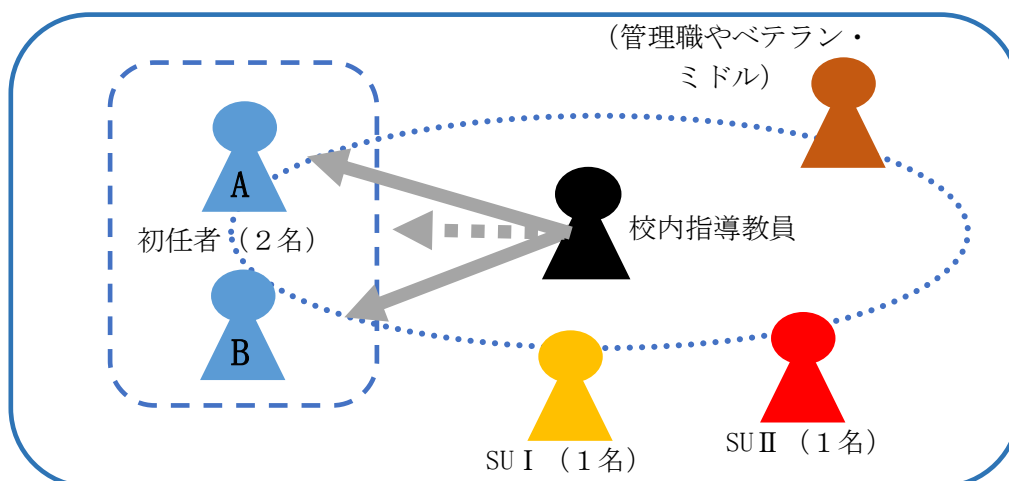 （管理職やベテラン・
ミドル）
A
校内指導教員
初任者（２名）
B
SUⅡ（１名）
SUⅠ（１名）